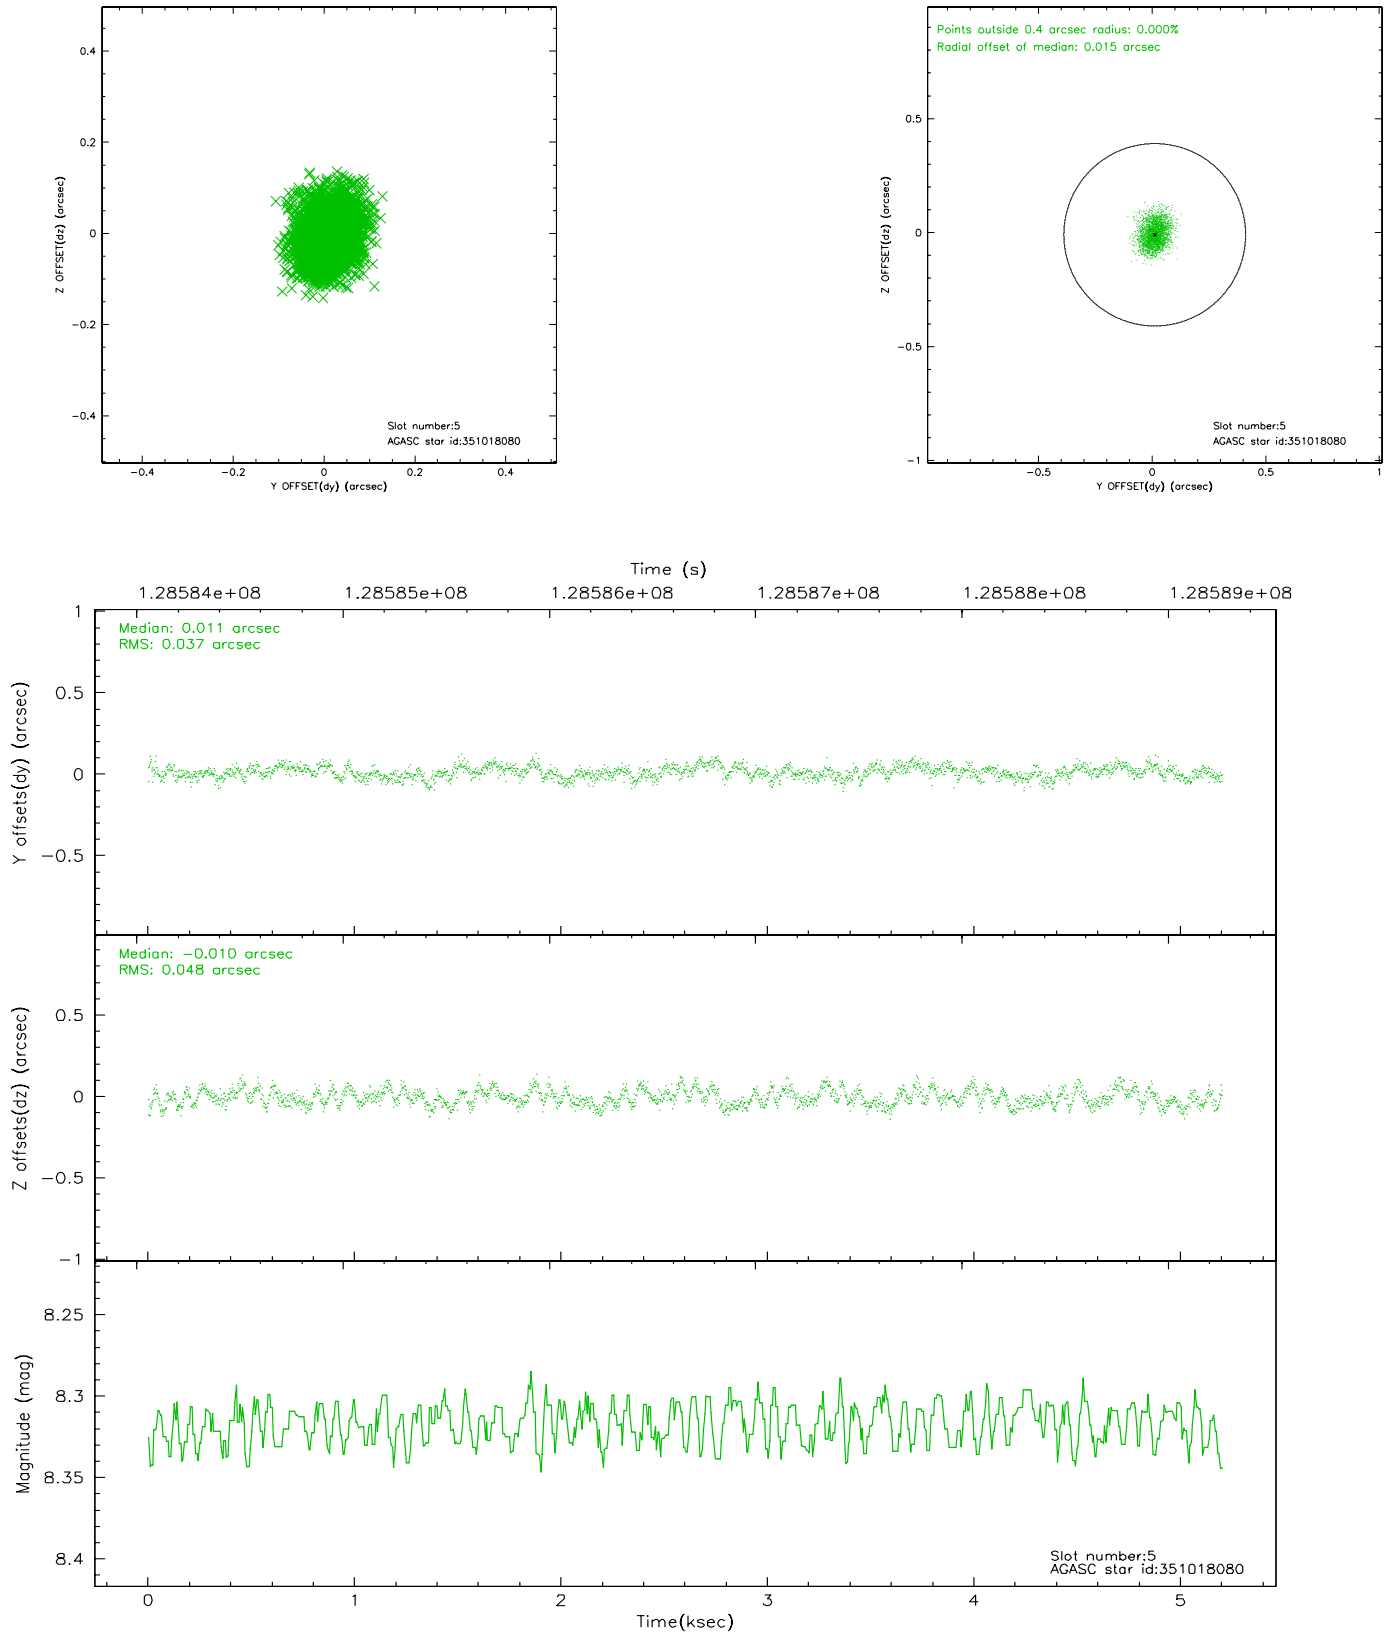 0.4
0.2
0
−0.2
−0.4
Z OFFSET(dz) (arcsec)
Slot number:5
AGASC star id:351018080
−0.4 −0.2 0 0.2 0.4
Y OFFSET(dy) (arcsec)
Points outside 0.4 arcsec radius: 0.000%
Radial offset of median: 0.015 arcsec
0.5
0
−0.5
−1
Z OFFSET(dz) (arcsec)
Slot number:5
AGASC star id:351018080
−0.5 0 0.5 1
Y OFFSET(dy) (arcsec)
Time (s)
1.28584e+08 1.28585e+08 1.28586e+08 1.28587e+08 1.28588e+08 1.28589e+08
Median: 0.011 arcsec
RMS: 0.037 arcsec
1
0.5
0
−0.5
Y offsets(dy) (arcsec)
Median: −0.010 arcsec
RMS: 0.048 arcsec
0.5
0
−0.5
−1
Z offsets(dz) (arcsec)
8.25
8.3
8.35
8.4
Magnitude (mag)
Slot number:5
AGASC star id:351018080
0 1 2 3 4 5
Time(ksec)